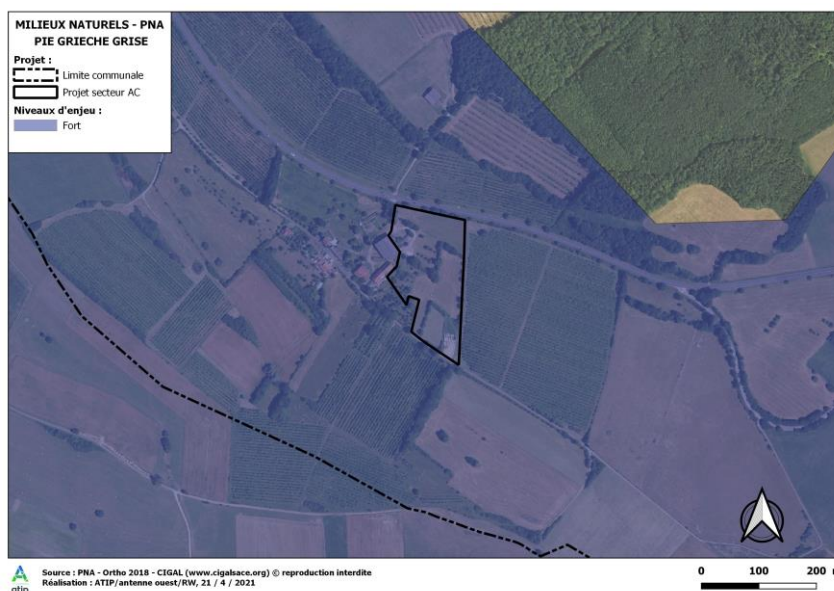 MILIEUX NATURELS - PNA
PIE GRIECHE GRISE
Projet :
Limite communale
Projet secteur AC
Niveaux d'enjeu :
Fort
atip
Source : PNA - Ortho 2018 - CIGAL (www.cigalsace.org) © reproduction interdite
Réalisation : ATIP/antenne ouest/RW, 21 / 4 / 2021
0 100 200